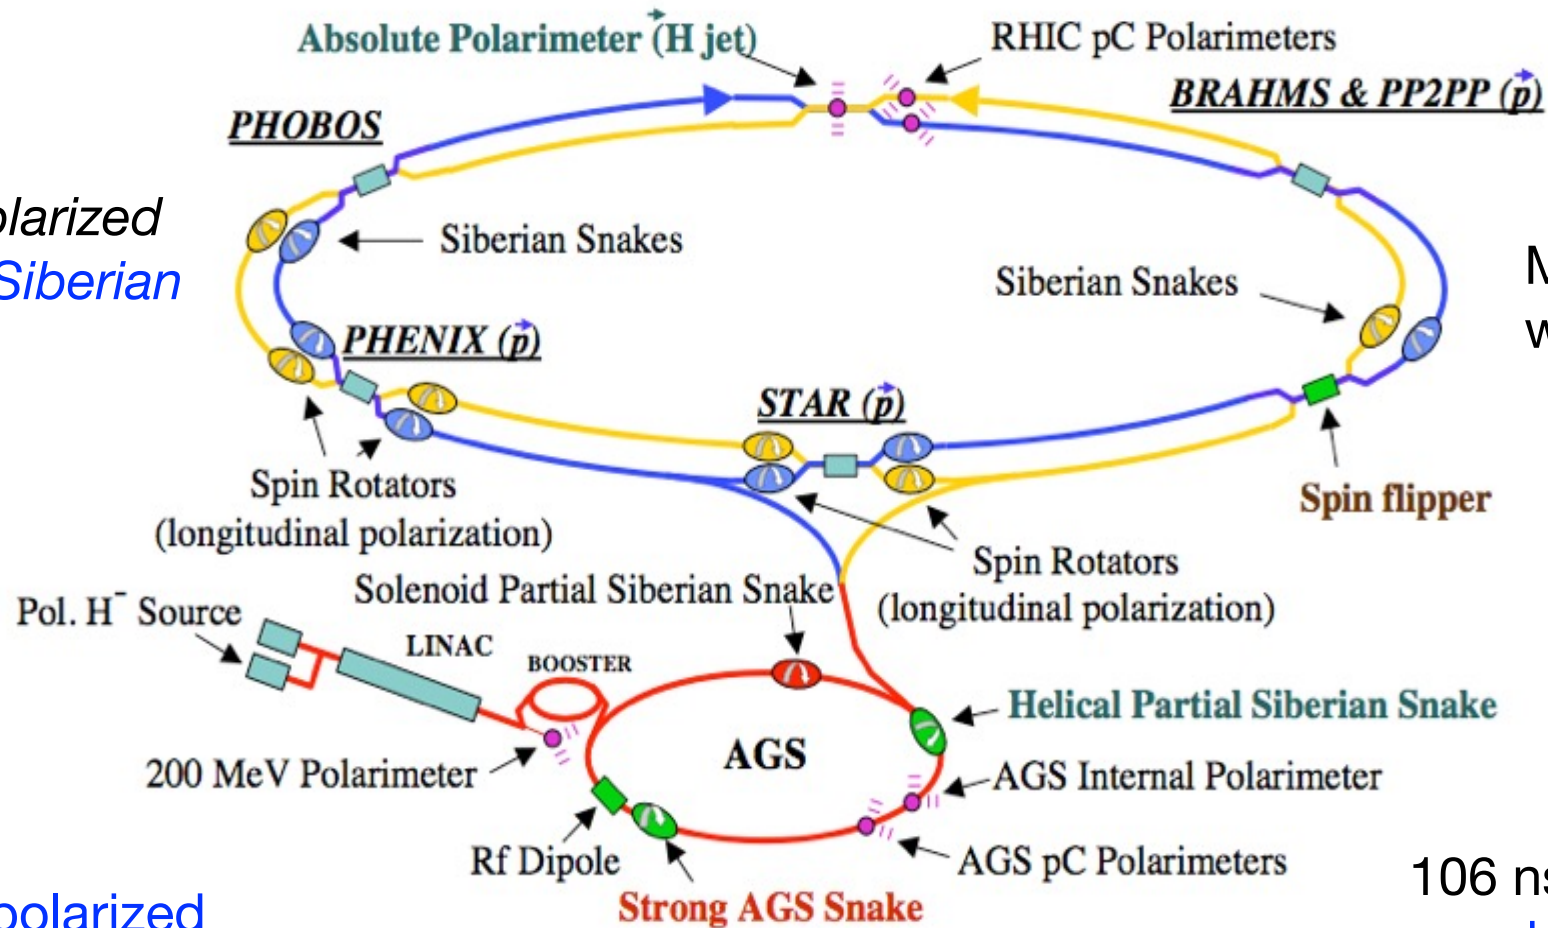 Absolute Polarimeter (H jet)
RHIC pC Polarimeters
BRAHMS & PP2PP (p)
PHOBOS
Siberian
Siberian Snakes
Siberian Snakes
PHENIX (p)
STAR (p)
Spin Rotators
(longitudinal polarization)
Spin flipper
Spin Rotators
(longitudinal polarization)
Solenoid Partial Siberian Snake
Pol. H⁻ Source
LINAC
BOOSTER
Helical Partial Siberian Snake
AGS
200 MeV Polarimeter
AGS Internal Polarimeter
Rf Dipole
AGS pC Polarimeters
106
Strong AGS Snake